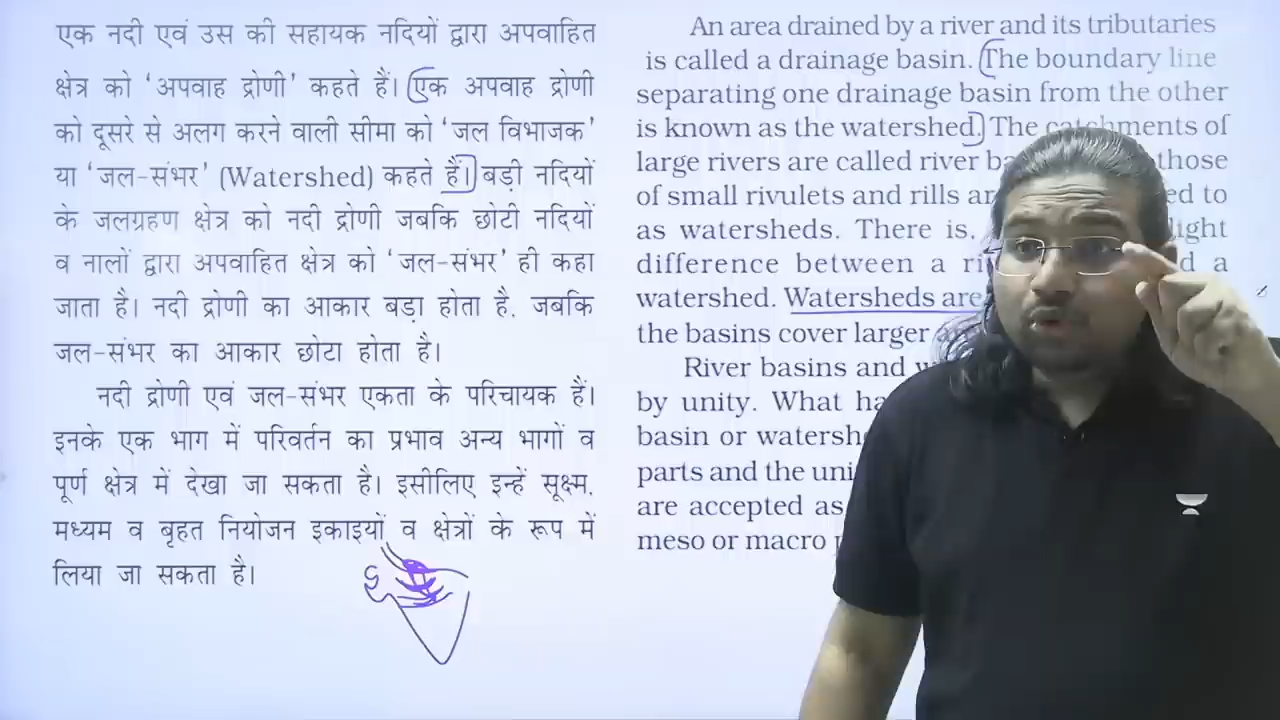 एक नदी एवं उस की सहायक नदियों द्वारा अपवाहित
क्षेत्र को ‘अपवाह द्रोणी’ कहते हैं। एक अपवाह द्रोणी
को दूसरे से अलग करने वाली सीमा को ‘जल विभाजक’
या ‘जल-संभर’ (Watershed) कहते हैं। बड़ी नदियों
के जलग्रहण क्षेत्र को नदी द्रोणी जबकि छोटी नदियों
व नालों द्वारा अपवाहित क्षेत्र को ‘जल-संभर’ ही कहा
जाता है। नदी द्रोणी का आकार बड़ा होता है, जबकि
जल-संभर का आकार छोटा होता है।
नदी द्रोणी एवं जल-संभर एकता के परिचायक हैं।
इनके एक भाग में परिवर्तन का प्रभाव अन्य भागों व
पूर्ण क्षेत्र में देखा जा सकता है। इसीलिए इन्हें सूक्ष्म,
मध्यम व बृहत नियोजन इकाइयों व क्षेत्रों के रूप में
लिया जा सकता है।
An area drained by a river and its tributaries
is called a drainage basin. The boundary line
separating one drainage basin from the other
is known as the watershed. The catchments of
large rivers are called river those
of small rivulets and rills to
as watersheds. There is,
difference between a a
watershed. Watersheds are
the basins cover larger
River basins and
by unity. What
basin or
parts and the
are accepted as
meso or macro